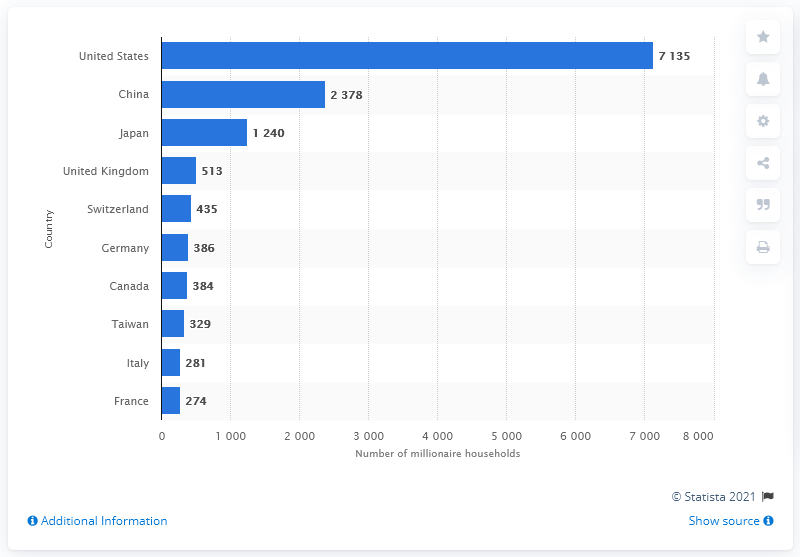 United States 7 135
China 2 378
Japan 1 240
United Kingdom 513
Switzerland 435
Germany 386
Canada 384
Taiwan 329
Italy 281
France 274
Country
0 1 000 2 000 3 000 4 000 5 000 6 000 7 000 8 000
Number of millionaire households
© Statista 2021
Additional Information Show source